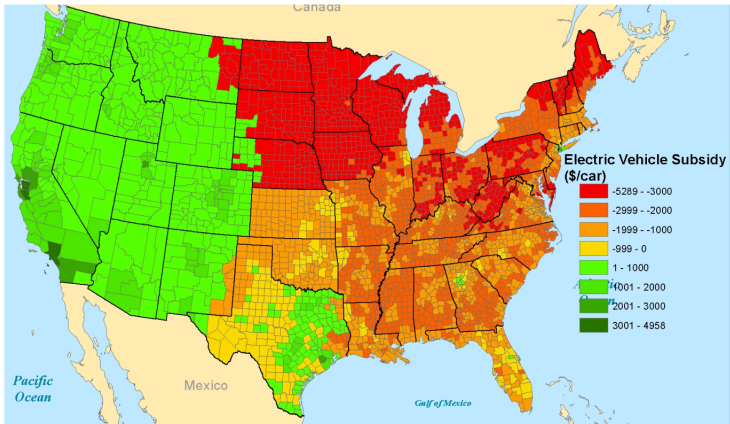 Canada
Electric Vehicle Subsidy
($/car)
-5289 - -3000
-2999 - -2000
-1999 - -1000
-999 - 0
1 - 1000
1001 - 2000
2001 - 3000
3001 - 4958
Pacific
Ocean
Mexico
Gulf of Mexico